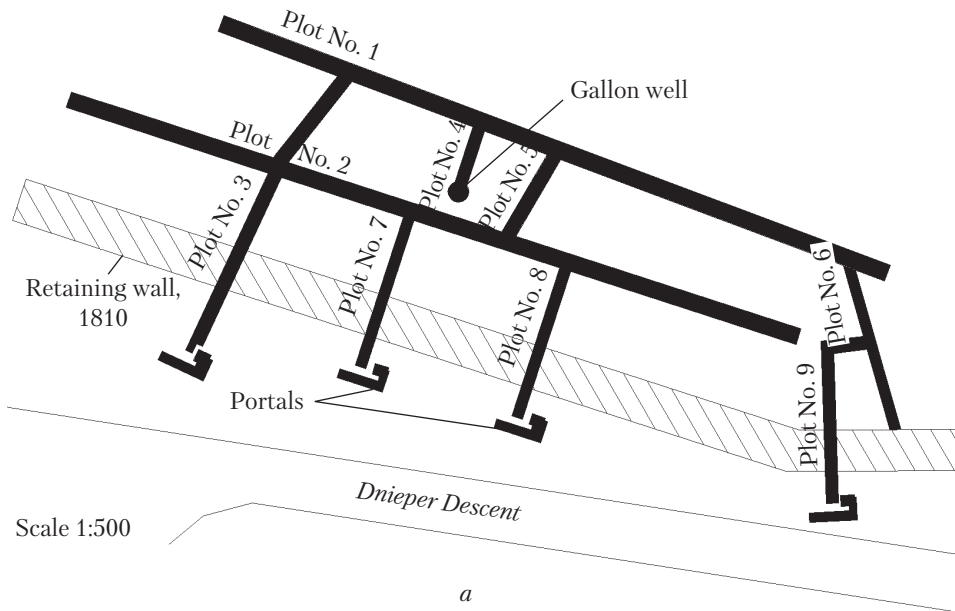 Plot No. 1
Gallon well
Plot No. 2
Plot No. 4
Plot No. 5
Plot No. 3
Plot No. 7
Plot No. 6
Plot No. 8
Retaining wall,
1810
Plot No. 9
Portals
Dnieper Descent
Scale 1:500
a